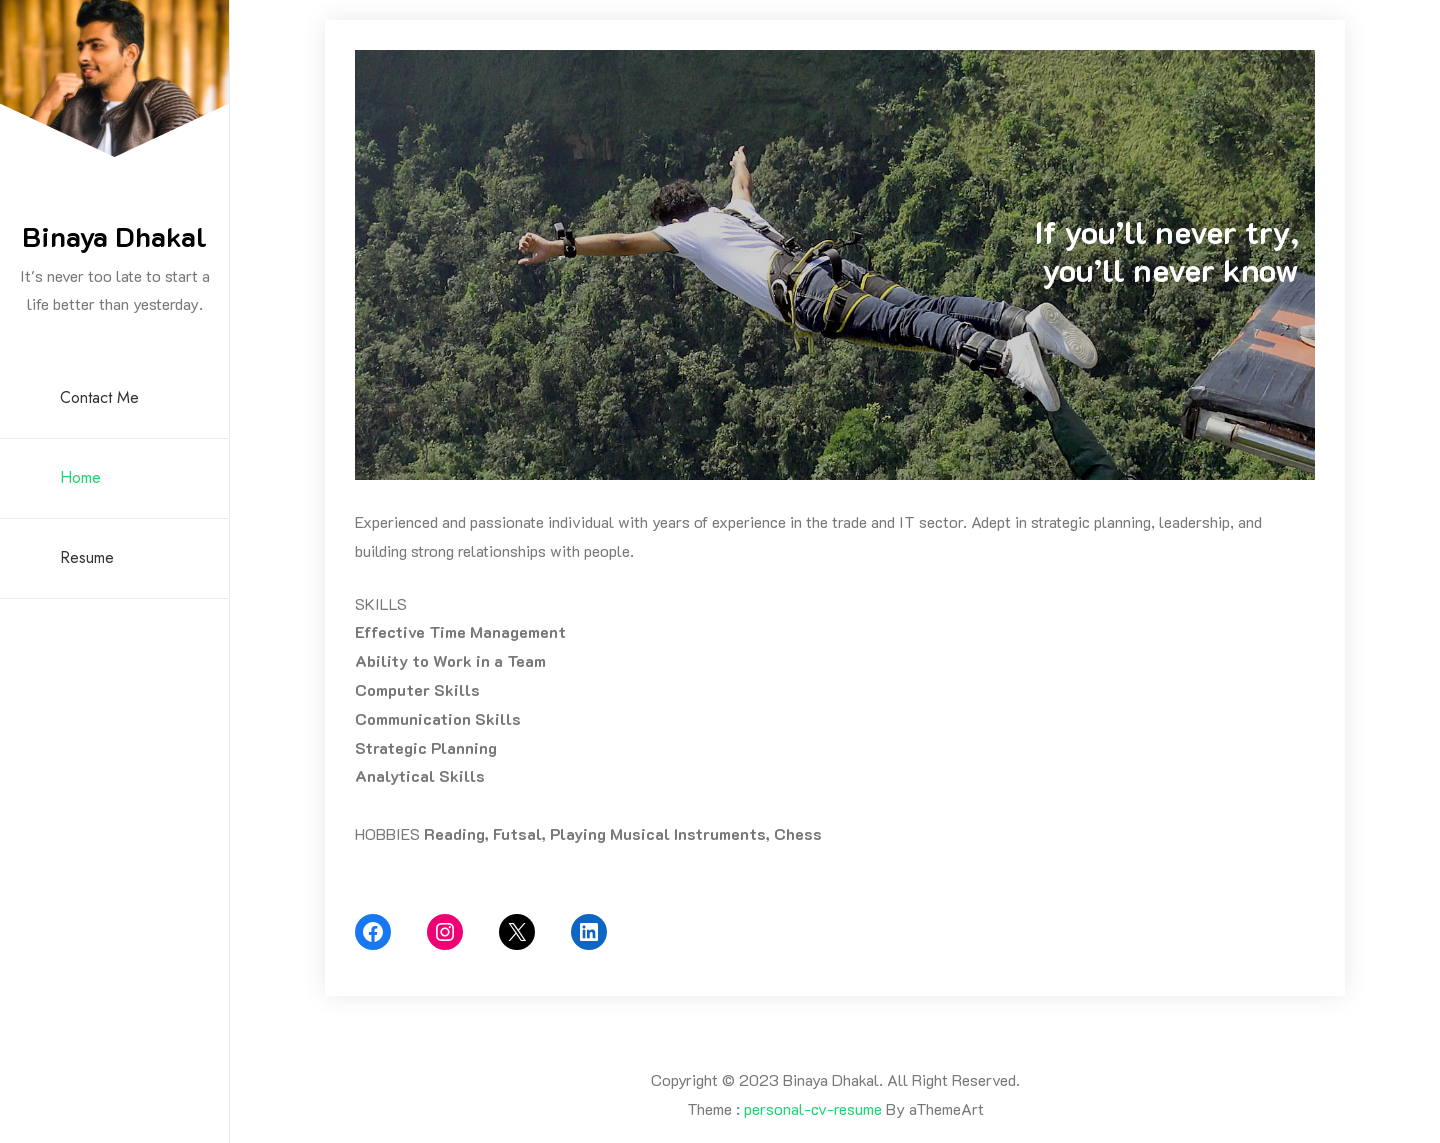 Binaya Dhakal
It's never too late to start a
life better than yesterday.
Contact Me
Home
Resume
If you’ll never try,
you’ll never know
Experienced and passionate individual with years of experience in the trade and IT sector. Adept in strategic planning, leadership, and
building strong relationships with people.
SKILLS
Effective Time Management
Ability to Work in a Team
Computer Skills
Communication Skills
Strategic Planning
Analytical Skills
HOBBIES Reading, Futsal, Playing Musical Instruments, Chess
Copyright © 2023 Binaya Dhakal. All Right Reserved.
Theme : personal-cv-resume By aThemeArt